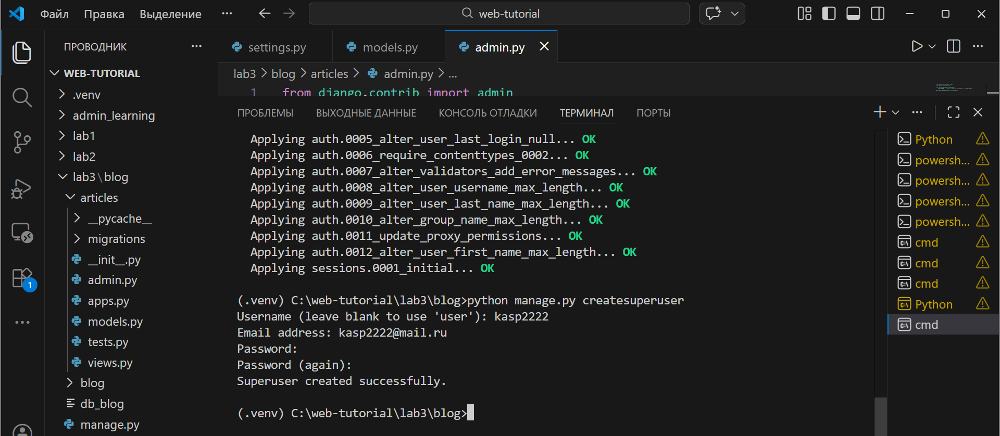 Файл Правка Выделение ··· web-tutorial
ПРОВОДНИК ···
WEB-TUTORIAL
.venv
admin_learning
lab1
lab2
lab3\blog
articles
__pycache__
migrations
__init__.py
admin.py
apps.py
models.py
tests.py
views.py
blog
db_blog
manage.py
1
settings.py models.py admin.py
lab3 > blog > articles > admin.py > ...
1 from django.contrib import admin
ПРОБЛЕМЫ ВЫХОДНЫЕ ДАННЫЕ КОНСОЛЬ ОТЛАДКИ ТЕРМИНАЛ ПОРТЫ
Applying auth.0005_alter_user_last_login_null... OK
Applying auth.0006_require_contenttypes_0002... OK
Applying auth.0007_alter_validators_add_error_messages... OK
Applying auth.0008_alter_user_username_max_length... OK
Applying auth.0009_alter_user_last_name_max_length... OK
Applying auth.0010_alter_group_name_max_length... OK
Applying auth.0011_update_proxy_permissions... OK
Applying auth.0012_alter_user_first_name_max_length... OK
Applying sessions.0001_initial... OK
(.venv) C:\web-tutorial\lab3\blog>python manage.py createsuperuser
Username (leave blank to use 'user'): kasp2222
Email address: kasp2222@mail.ru
Password:
Password (again):
Superuser created successfully.
(.venv) C:\web-tutorial\lab3\blog>
Python
powersh...
powersh...
powersh...
powersh...
cmd
cmd
cmd
Python
cmd